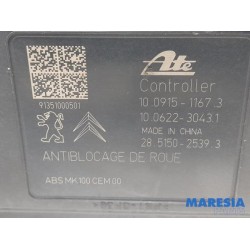 Ate
Controller
91351000501
10.0915-1167.3
10.0622-3043.1
MADE IN CHINA
28.5150-2539.3
ANTIBLOCAGE DE ROUE
ABS MK 100 CEM 00
MARESIA